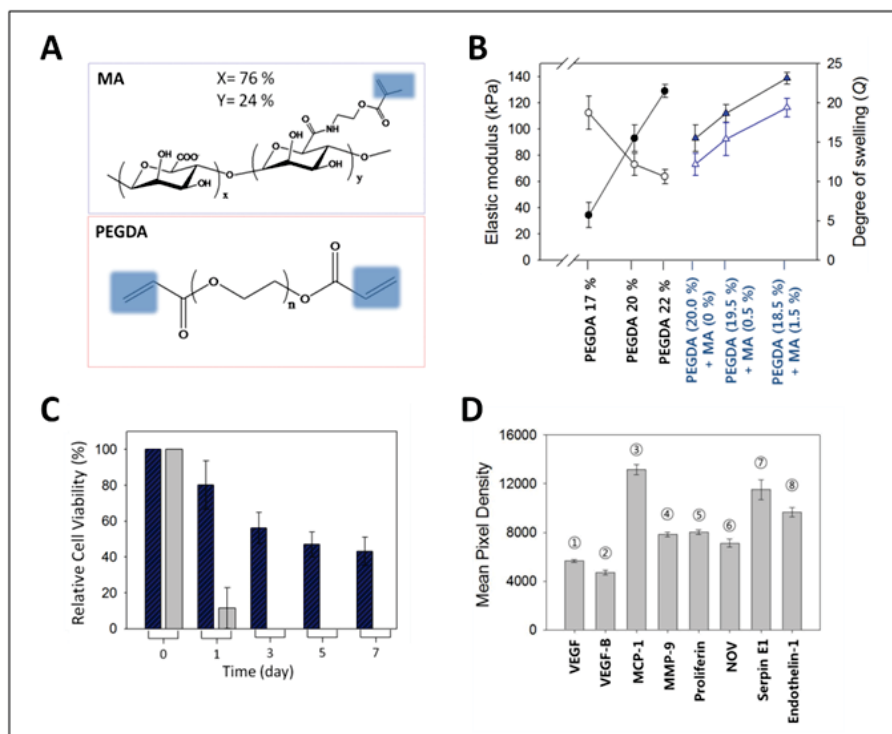 A
MA
X= 76 %
Y= 24 %
O
O
O
NH
OH
COO⁻
HO
O
O
OH
x
HO
O
O
OH
y
PEGDA
O
O
n
O
O
B
Elastic modulus (kPa)
140
120
100
80
60
40
20
0
25
20
15
10
5
0
Degree of swelling (Q)
PEGDA 17 %
PEGDA 20 %
PEGDA 22 %
PEGDA (20.0 %)
+ MA (0 %)
PEGDA (19.5 %)
+ MA (0.5 %)
PEGDA (18.5 %)
+ MA (1.5 %)
C
Relative Cell Viability (%)
100
80
60
40
20
0
0
1
3
5
7
Time (day)
D
Mean Pixel Density
16000
12000
8000
4000
0
①
②
③
④
⑤
⑥
⑦
⑧
VEGF
VEGF-B
MCP-1
MMP-9
Proliferin
NOV
Serpin E1
Endothelin-1